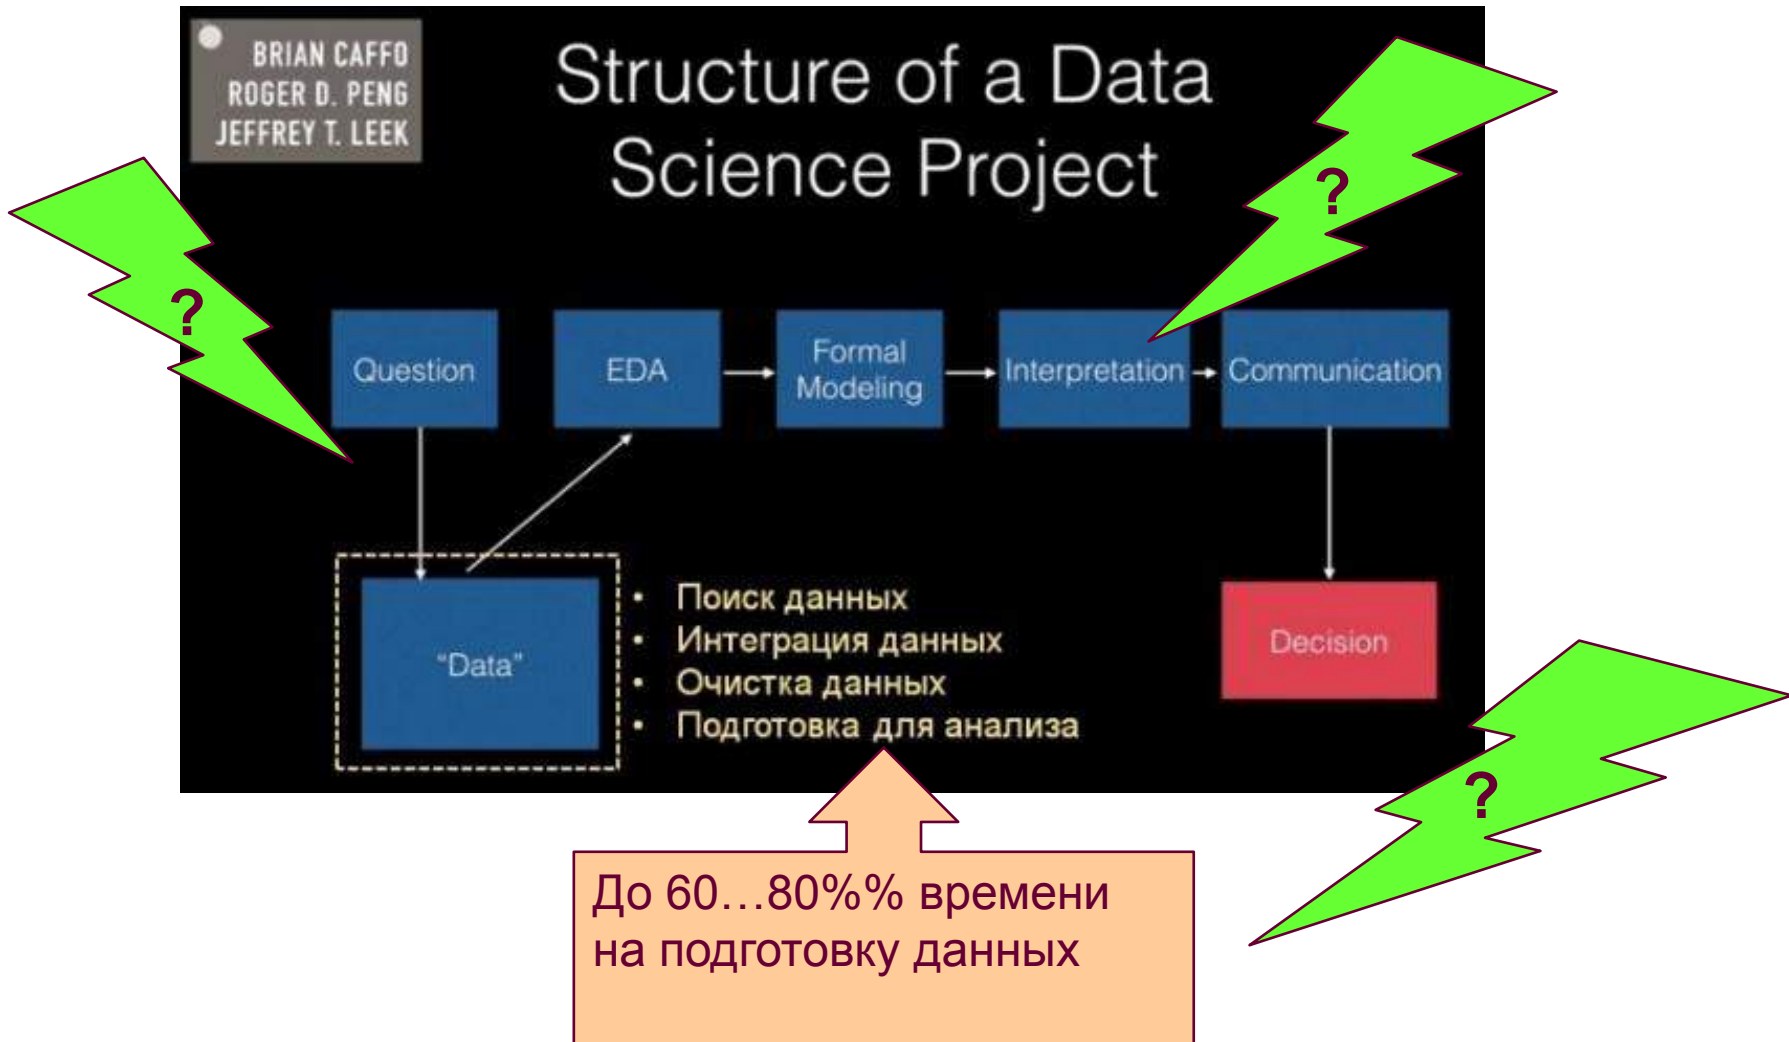 BRIAN CAFFO
ROGER D. PENG
JEFFREY T. LEEK
Structure of a Data
Science Project
?
?
Question
EDA
Formal
Modeling
Interpretation
Communication
"Data"
• Поиск данных
• Интеграция данных
• Очистка данных
• Подготовка для анализа
Decision
?
До 60…80%% времени
на подготовку данных